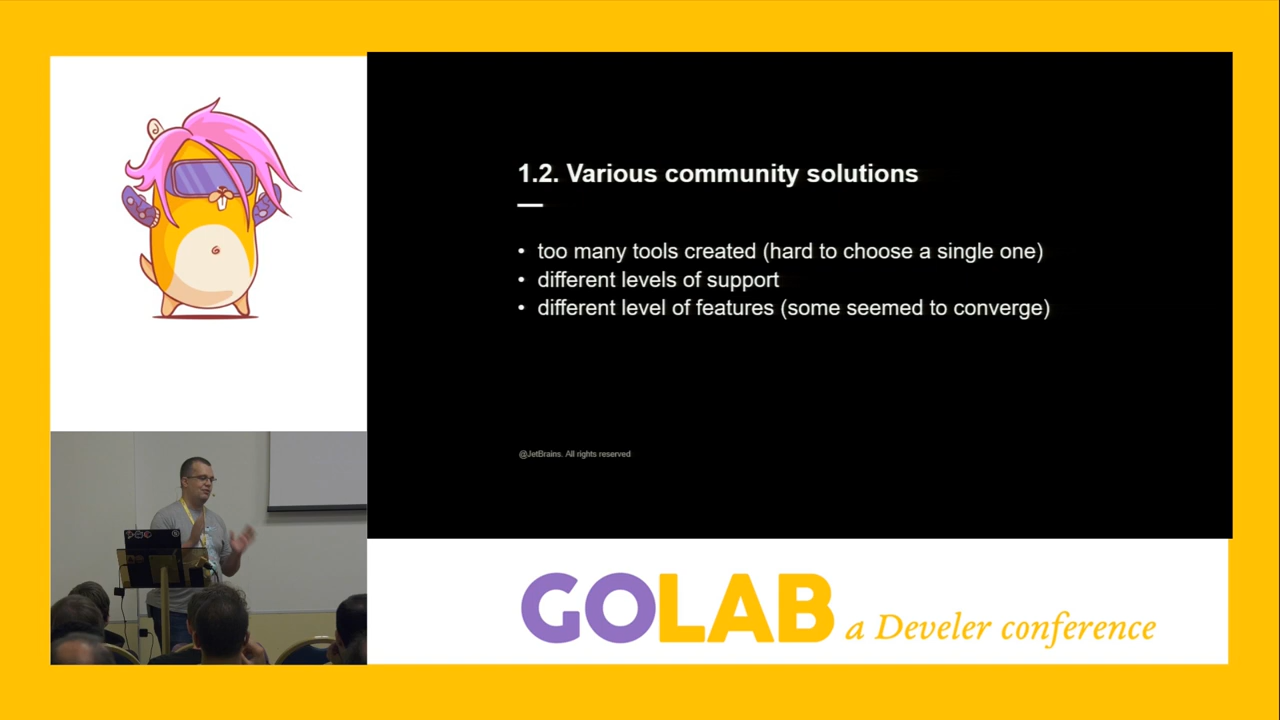 1.2. Various community solutions
• too many tools created (hard to choose a single one)
• different levels of support
• different level of features (some seemed to converge)
@JetBrains. All rights reserved
GOLAB a Develer conference